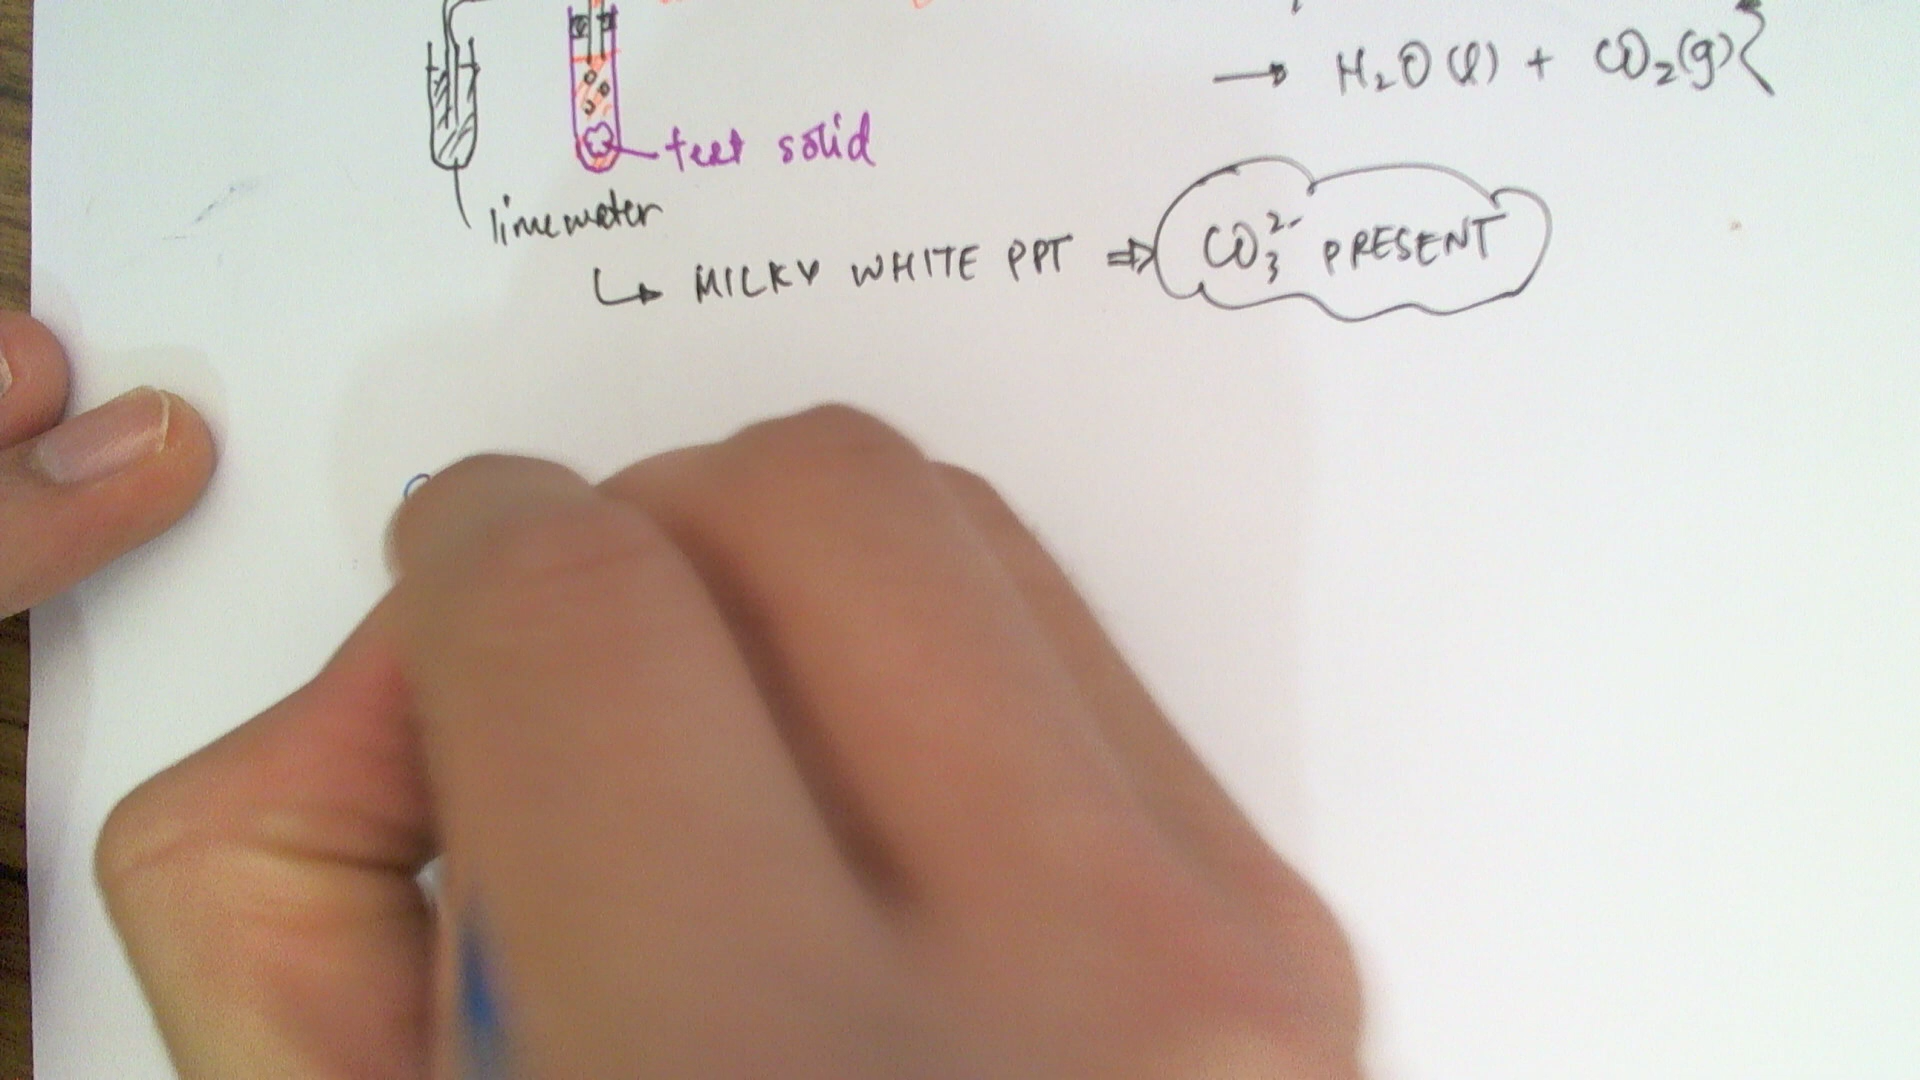 → H₂O(l) + CO₂(g)
test solid
limewater
↳ MILKY WHITE PPT ⇒ CO₃²⁻ PRESENT